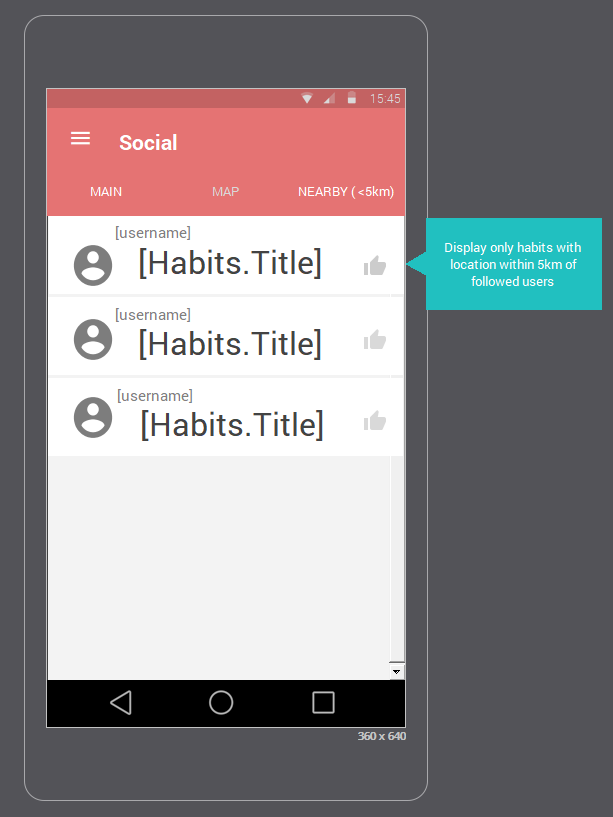 15:45
Social
MAIN MAP NEARBY ( <5km)
[username]
[Habits.Title]
[username]
[Habits.Title]
[username]
[Habits.Title]
Display only habits with
location within 5km of
followed users
360 x 640